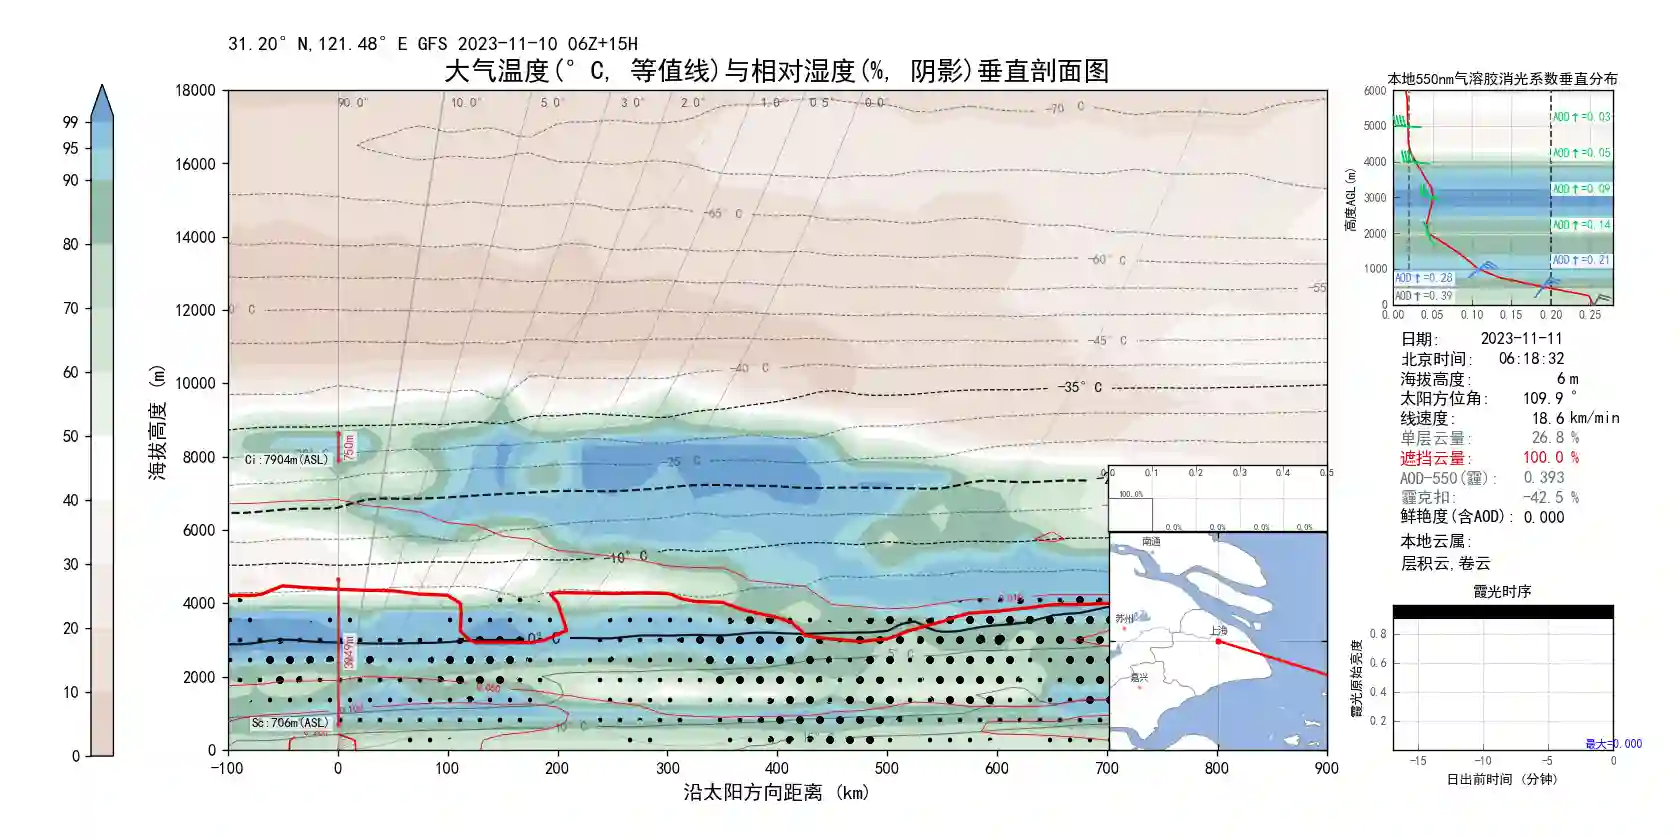 31.20° N,121.48° E GFS 2023-11-10 06Z+15H
大气温度(° C, 等值线)与相对湿度(%, 阴影)垂直剖面图
99
95
90
80
70
60
50
40
30
20
10
0
海拔高度 (m)
18000
16000
14000
12000
10000
8000
6000
4000
2000
0
90.0°
10.0°
5.0°
3.0°
2.0°
1.0°
0.5
0.0
-70 ° C
-65° C
-60° C
-55
-45° C
-40 ° C
-35° C
-25 ° C
-10° C
0° C
5° C
10° C
Ci:7904m(ASL)
750m
3849m
Sc:706m(ASL)
0.060
0.100
0.016
-100
0
100
200
300
400
500
600
700
800
900
沿太阳方向距离 (km)
0.0
0.1
0.2
0.3
0.4
0.5
100.0%
0.0%
0.0%
0.0%
0.0%
南通
苏州
上海
嘉兴
本地550nm气溶胶消光系数垂直分布
高度AGL(m)
6000
5000
4000
3000
2000
1000
0
AOD↑=0.03
AOD↑=0.05
AOD↑=0.09
AOD↑=0.14
AOD↑=0.21
AOD↑=0.28
AOD↑=0.39
0.00
0.05
0.10
0.15
0.20
0.25
日期: 2023-11-11
北京时间: 06:18:32
海拔高度: 6 m
太阳方位角: 109.9 °
线速度: 18.6 km/min
单层云量: 26.8 %
遮挡云量: 100.0 %
AOD-550(霾): 0.393
霾克扣: -42.5 %
鲜艳度(含AOD): 0.000
本地云属:
层积云,卷云
霞光时序
霞光原始亮度
0.8
0.6
0.4
0.2
最大=0.000
-15
-10
-5
0
日出前时间 (分钟)